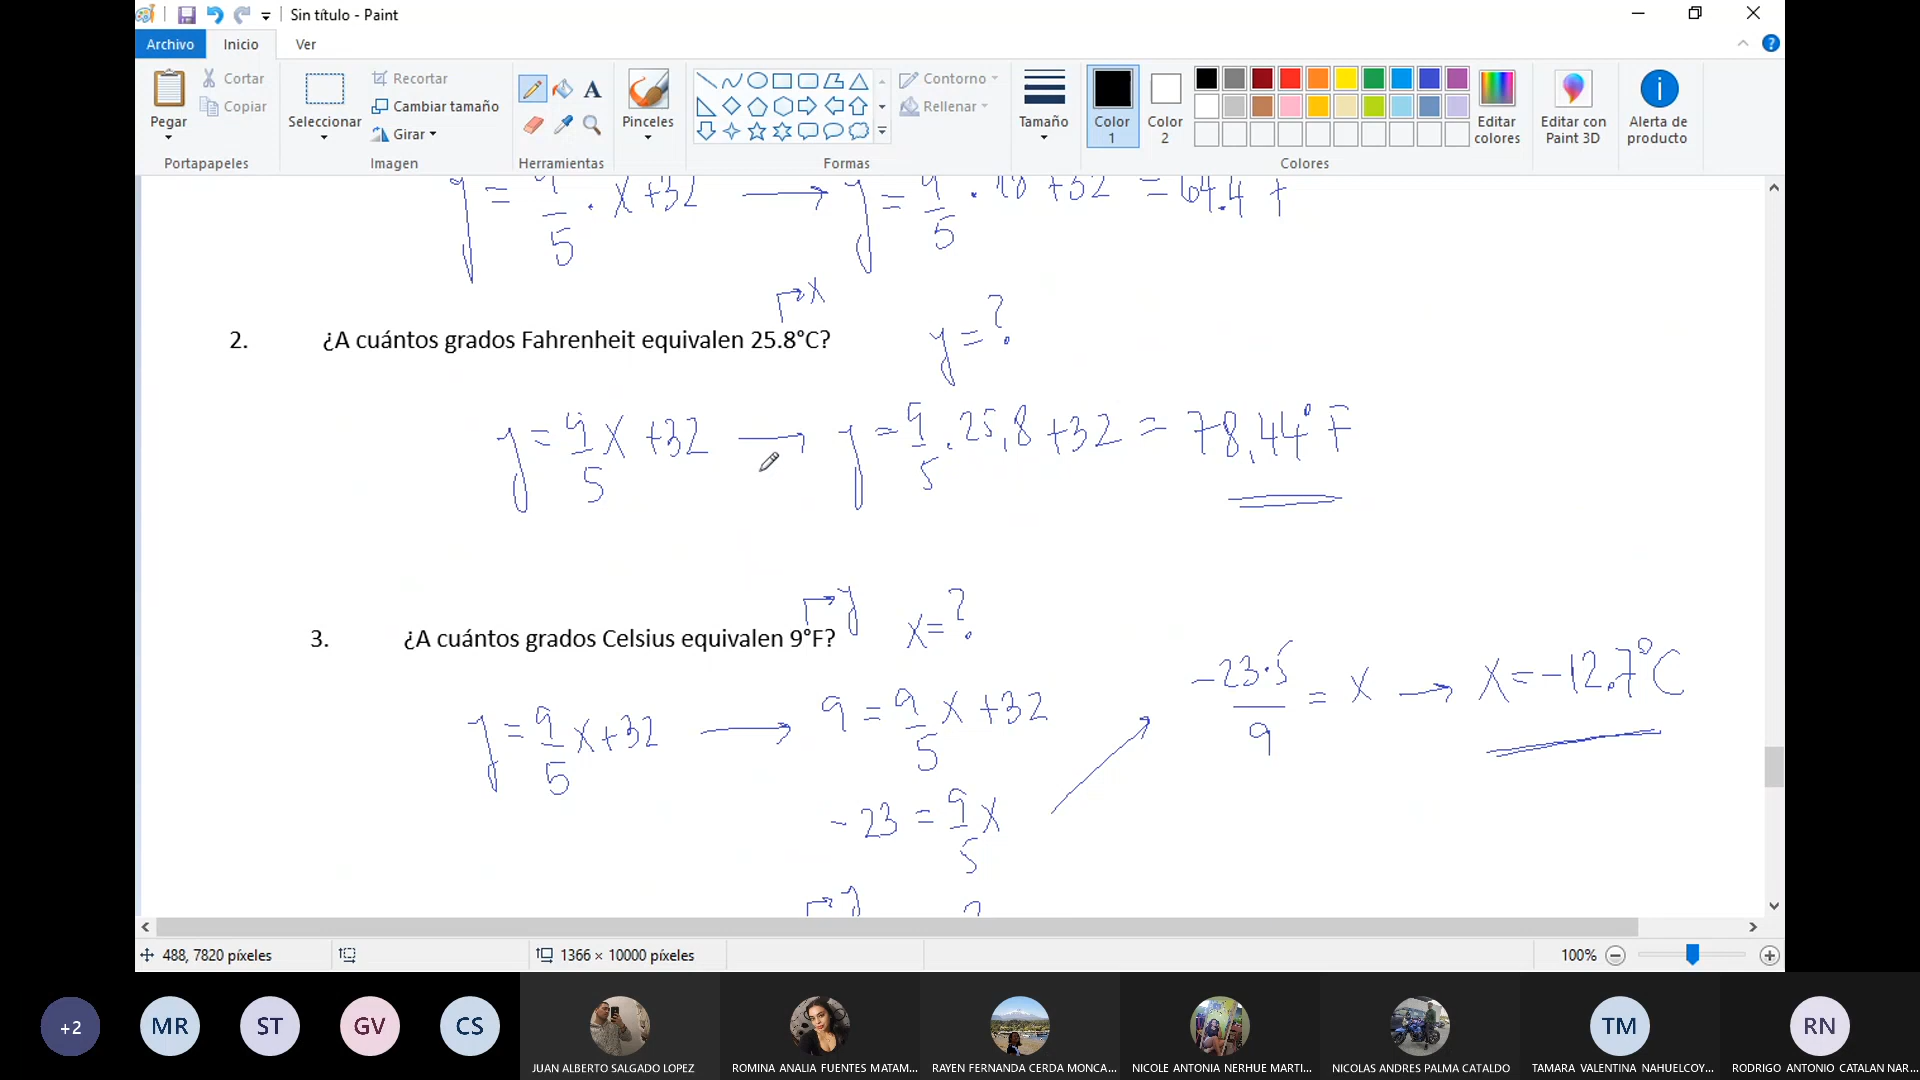 Sin título - Paint
Archivo Inicio Ver
Pegar
Cortar
Copiar
Portapapeles
Seleccionar
Recortar
Cambiar tamaño
Girar
Imagen
A
Herramientas
Pinceles
Formas
Contorno
Rellenar
Tamaño
Color 1
Color 2
Editar colores
Colores
Editar con Paint 3D
Alerta de producto
y = 9/5 · x + 32 → y = 9/5 · 18 + 32 = 64.4 F
x
2. ¿A cuántos grados Fahrenheit equivalen 25.8°C? y = ?
y = 9/5 x + 32 → y = 9/5 · 25,8 + 32 = 78,44° F
y
3. ¿A cuántos grados Celsius equivalen 9°F? x = ?
y = 9/5 x + 32 → 9 = 9/5 x + 32
-23 = 9/5 x
-23·5/9 = x → x = -12.7°C
y ?
488, 7820 píxeles
1366 × 10000 píxeles
100%
+2 MR ST GV CS TM RN
JUAN ALBERTO SALGADO LOPEZ
ROMINA ANALIA FUENTES MATAM...
RAYEN FERNANDA CERDA MONCA...
NICOLE ANTONIA NERHUE MARTI...
NICOLAS ANDRES PALMA CATALDO
TAMARA VALENTINA NAHUELCOY...
RODRIGO ANTONIO CATALAN NAR...